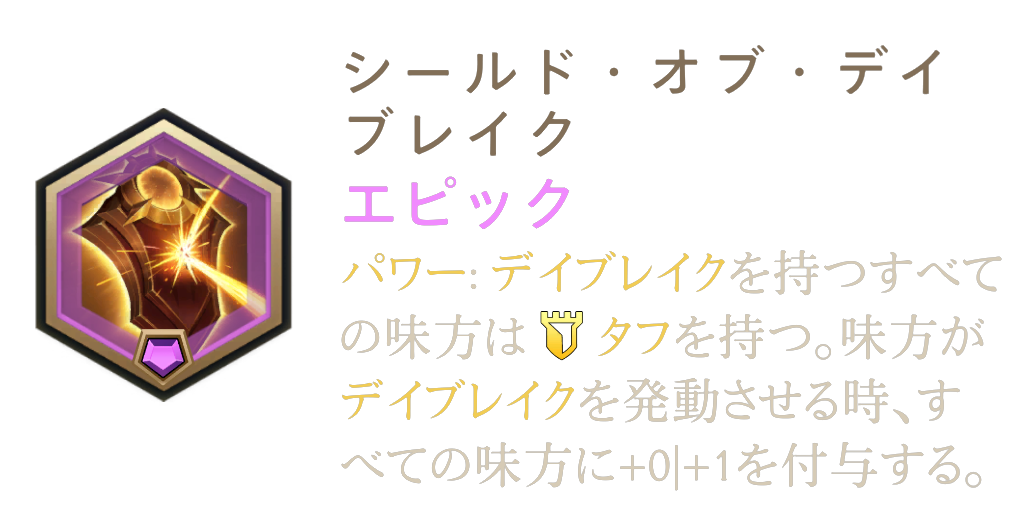 シールド・オブ・デイ
ブレイク
エピック
パワー: デイブレイクを持つすべて
の味方は タフを持つ。味方が
デイブレイクを発動させる時、す
べての味方に+0|+1を付与する。